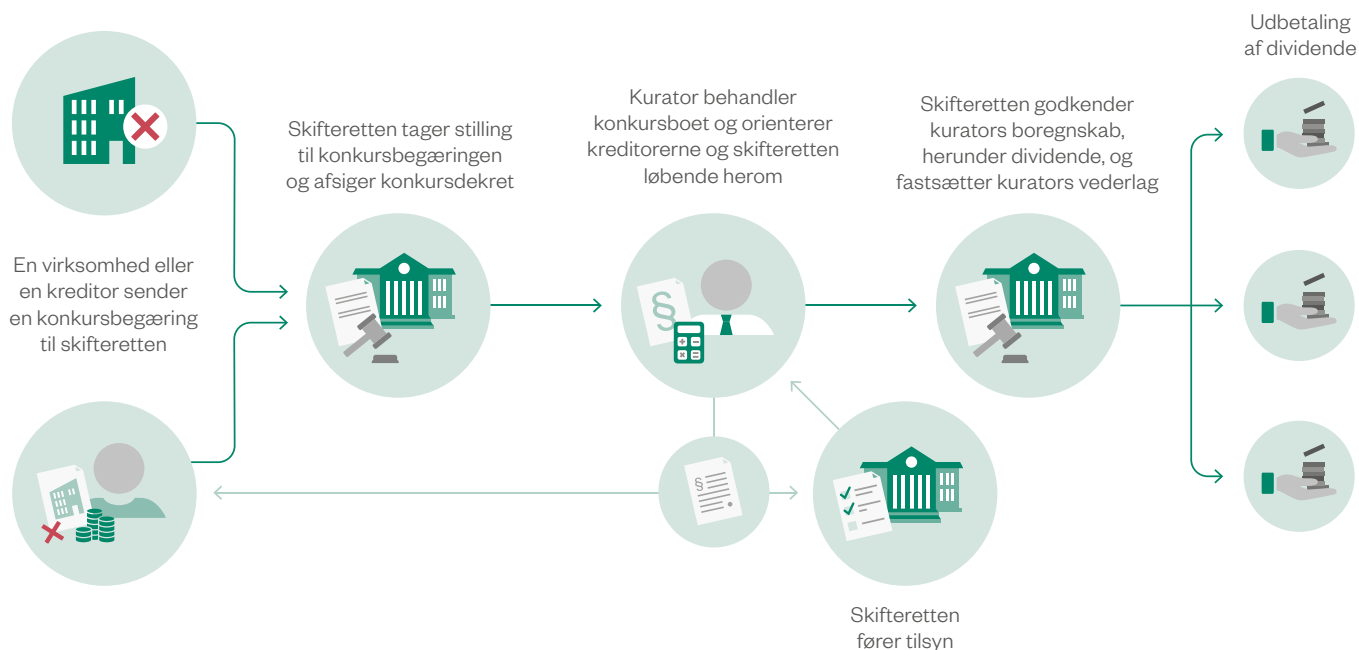 En virksomhed eller
en kreditor sender
en konkursbegæring
til skifteretten
Skifteretten tager stilling
til konkursbegæringen
og afsiger konkursdekret
Kurator behandler
konkursboet og orienterer
kreditorerne og skifteretten
løbende herom
§
§
Skifteretten
fører tilsyn
Skifteretten godkender
kurators boregnskab,
herunder dividende, og
fastsætter kurators vederlag
Udbetaling
af dividende